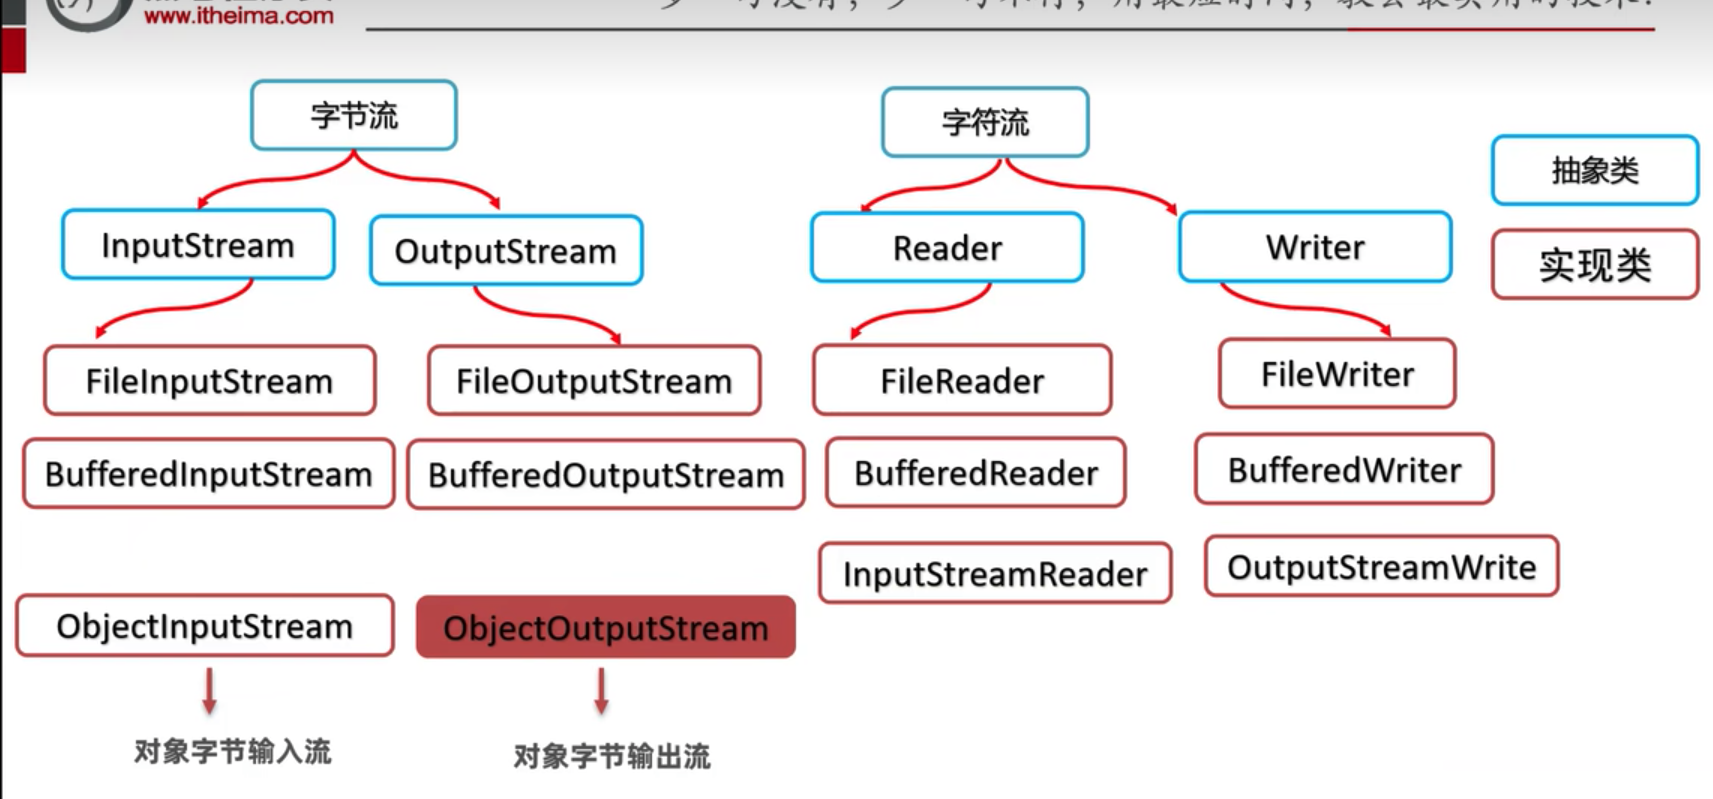 www.itheima.com
字节流
字符流
抽象类
InputStream
OutputStream
Reader
Writer
实现类
FileInputStream
FileOutputStream
FileReader
FileWriter
BufferedInputStream
BufferedOutputStream
BufferedReader
BufferedWriter
InputStreamReader
OutputStreamWrite
ObjectInputStream
ObjectOutputStream
对象字节输入流
对象字节输出流